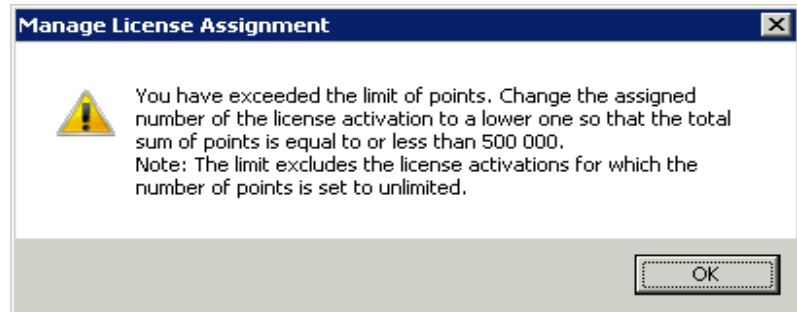 Manage License Assignment
You have exceeded the limit of points. Change the assigned
number of the license activation to a lower one so that the total
sum of points is equal to or less than 500 000.
Note: The limit excludes the license activations for which the
number of points is set to unlimited.
OK